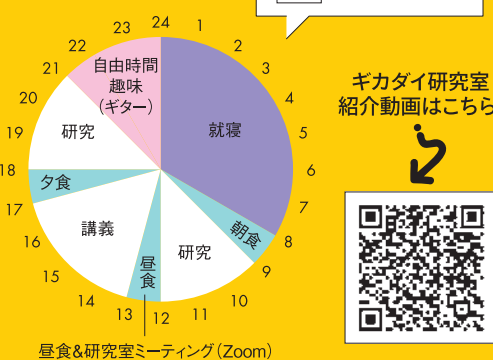 24
1
2
3
4
5
6
7
8
9
10
11
12
13
14
15
16
17
18
19
20
21
22
23
自由時間
趣味
(ギター)
就寝
朝食
研究
昼食
講義
夕食
研究
昼食&研究室ミーティング(Zoom)
ギカダイ研究室
紹介動画はこちら